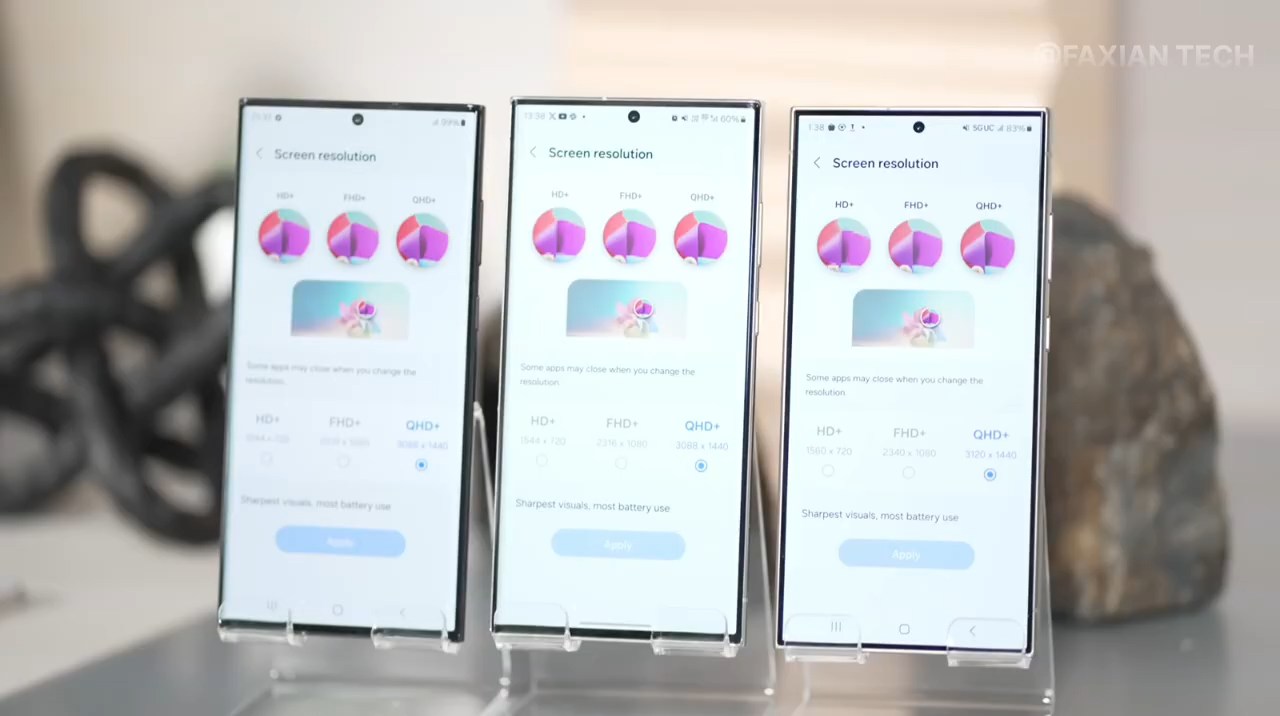 @FAXIAN TECH
99%
Screen resolution
HD+ FHD+ QHD+
Some apps may close when you change the
resolution.
HD+ FHD+ QHD+
3088 x 1440
Sharpest visuals, most battery use
Apply
13:38 60%
Screen resolution
HD+ FHD+ QHD+
Some apps may close when you change the
resolution.
HD+ FHD+ QHD+
1544 x 720 2316 x 1080 3088 x 1440
Sharpest visuals, most battery use
Apply
1:38 5G UC 83%
Screen resolution
HD+ FHD+ QHD+
Some apps may close when you change the
resolution.
HD+ FHD+ QHD+
1560 x 720 2340 x 1080 3120 x 1440
Sharpest visuals, most battery use
Apply